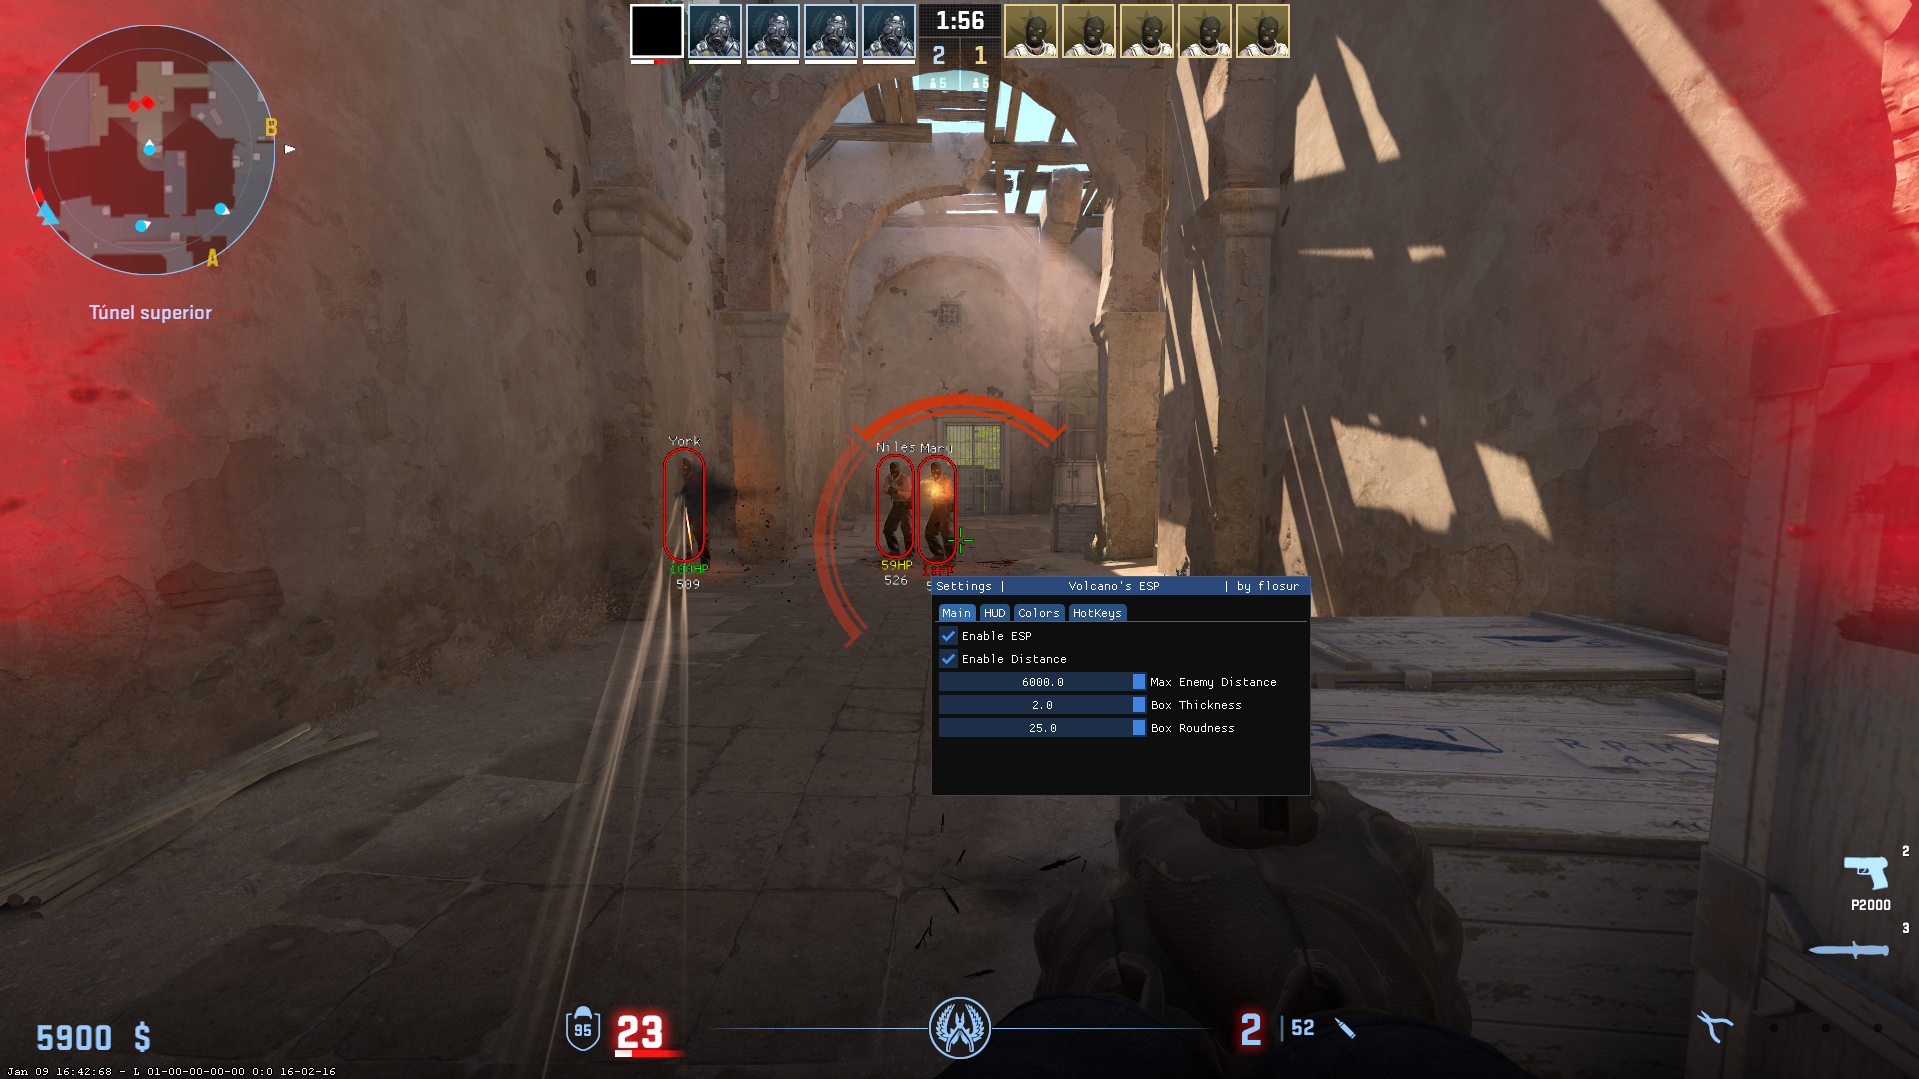 1:56
2 1
5 5
B
A
Túnel superior
York
Niles Maru
100HP
509
59HP
526
Settings | Volcano's ESP | by flosur
Main HUD Colors HotKeys
Enable ESP
Enable Distance
6000.0 Max Enemy Distance
2.0 Box Thickness
25.0 Box Roudness
14
2
P2000
3
5900 $
95
23
2 | 52
Jan 09 16:42:68 - L 01-00-00-00-00 0:0 16-02-16